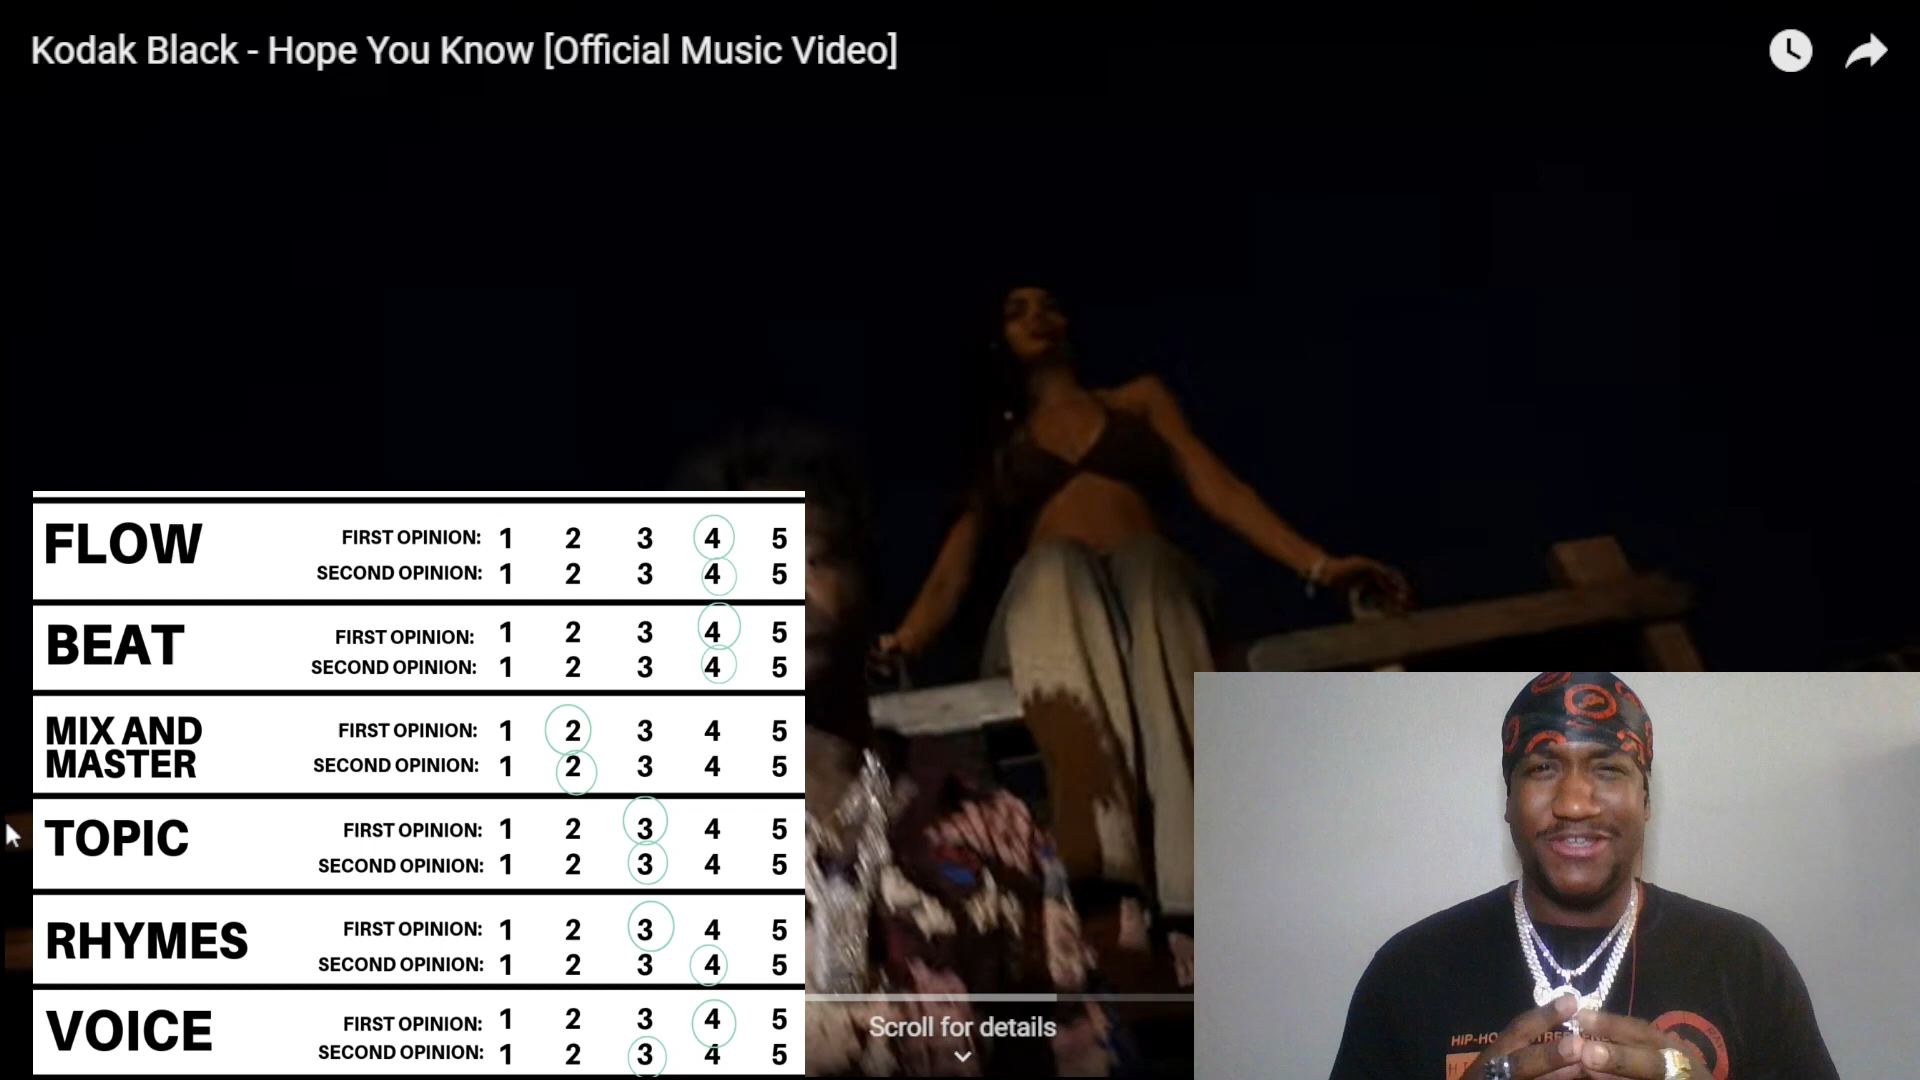 Kodak Black - Hope You Know [Official Music Video]
FLOW
FIRST OPINION: 1 2 3 4 5
SECOND OPINION: 1 2 3 4 5
BEAT
FIRST OPINION: 1 2 3 4 5
SECOND OPINION: 1 2 3 4 5
MIX AND
MASTER
FIRST OPINION: 1 2 3 4 5
SECOND OPINION: 1 2 3 4 5
TOPIC
FIRST OPINION: 1 2 3 4 5
SECOND OPINION: 1 2 3 4 5
RHYMES
FIRST OPINION: 1 2 3 4 5
SECOND OPINION: 1 2 3 4 5
VOICE
FIRST OPINION: 1 2 3 4 5
SECOND OPINION: 1 2 3 4 5
Scroll for details